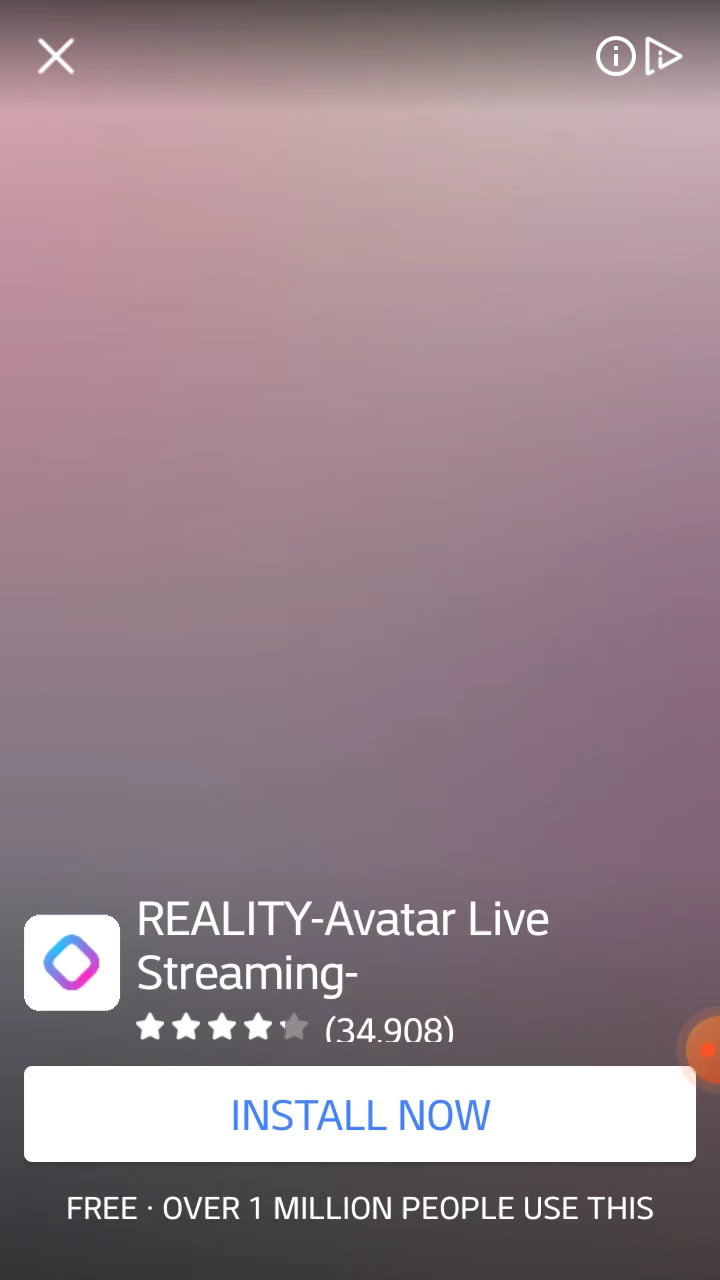 REALITY-Avatar Live
Streaming-
(34,908)
INSTALL NOW
FREE · OVER 1 MILLION PEOPLE USE THIS